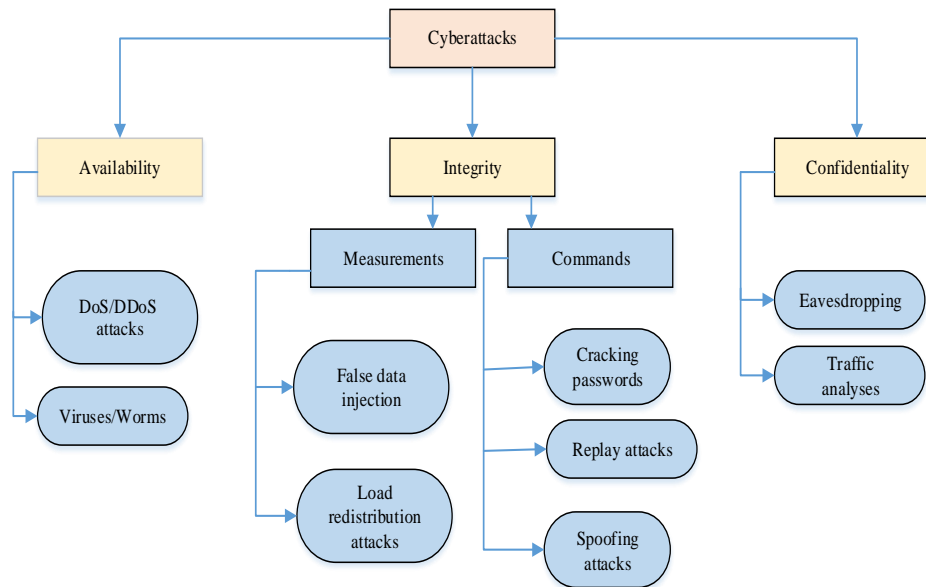 Cyberattacks
Availability
Integrity
Confidentiality
Measurements
Commands
DoS/DDoS
attacks
Viruses/Worms
False data
injection
Load
redistribution
attacks
Cracking
passwords
Replay attacks
Spoofing
attacks
Eavesdropping
Traffic
analyses